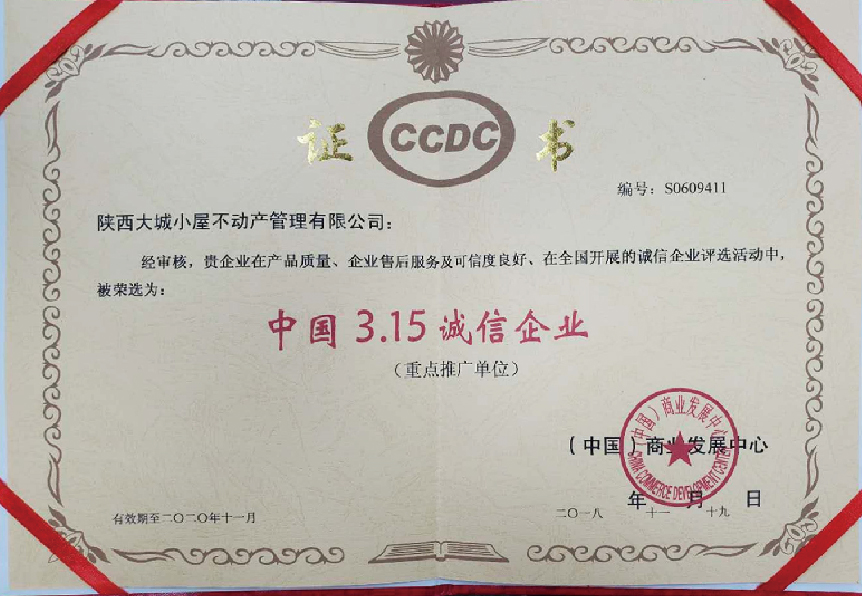 证 CCDC 书
编号：S0609411
陕西大城小屋不动产管理有限公司：
经审核，贵企业在产品质量、企业售后服务及可信度良好、在全国开展的诚信企业评选活动中，
被荣选为：
中国 3.15 诚信企业
（重点推广单位）
（中国）商业发展中心
（中国）商业发展中心
CHINA COMMERCE DEVELOPMENT CENTER
二〇一八 年 十一 月 十九 日
有效期至二〇二〇年十一月